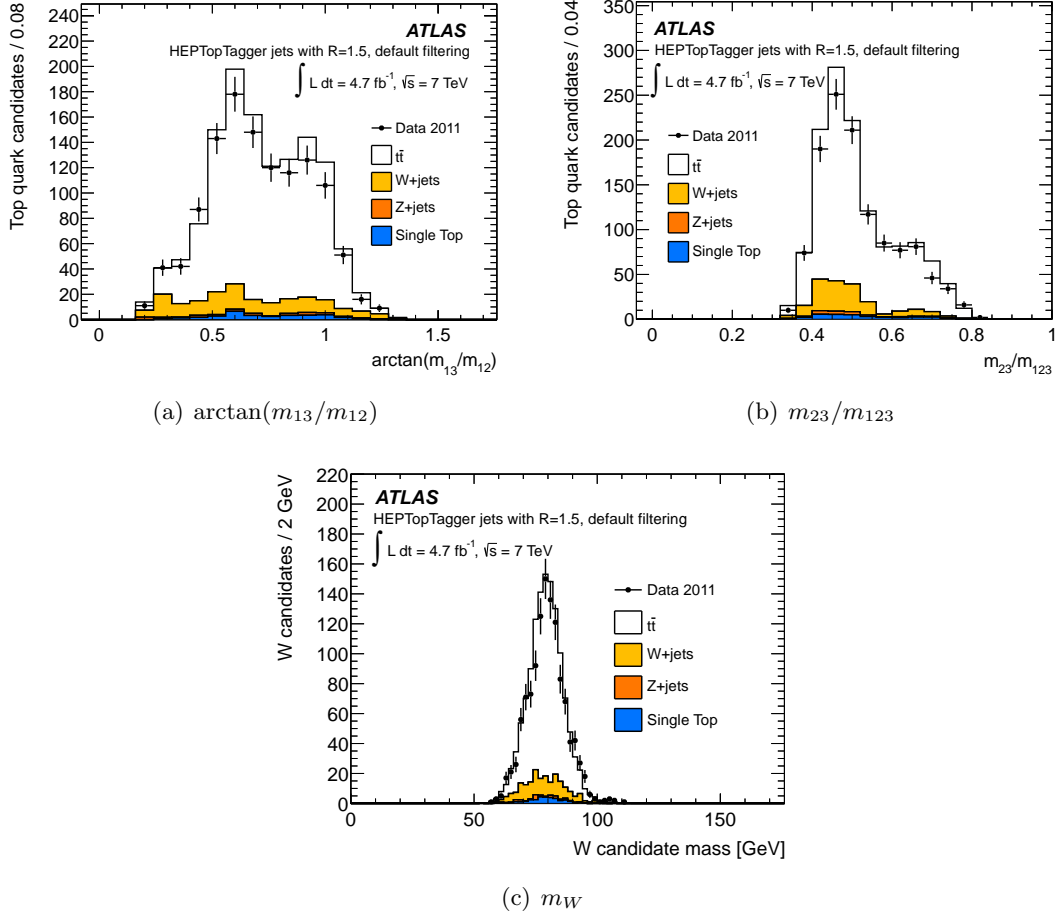 Top quark candidates / 0.08
240
220
200
180
160
140
120
100
80
60
40
20
0
0 0.5 1 1.5
arctan(m13/m12)
ATLAS
HEPTopTagger jets with R=1.5, default filtering
∫ L dt = 4.7 fb⁻¹, √s = 7 TeV
Data 2011
tt̄
W+jets
Z+jets
Single Top
(a) arctan(m13/m12)
Top quark candidates / 0.04
350
300
250
200
150
100
50
0
0 0.2 0.4 0.6 0.8 1
m23/m123
ATLAS
HEPTopTagger jets with R=1.5, default filtering
∫ L dt = 4.7 fb⁻¹, √s = 7 TeV
Data 2011
tt̄
W+jets
Z+jets
Single Top
(b) m23/m123
W candidates / 2 GeV
220
200
180
160
140
120
100
80
60
40
20
0
0 50 100 150
W candidate mass [GeV]
ATLAS
HEPTopTagger jets with R=1.5, default filtering
∫ L dt = 4.7 fb⁻¹, √s = 7 TeV
Data 2011
tt̄
W+jets
Z+jets
Single Top
(c) mW